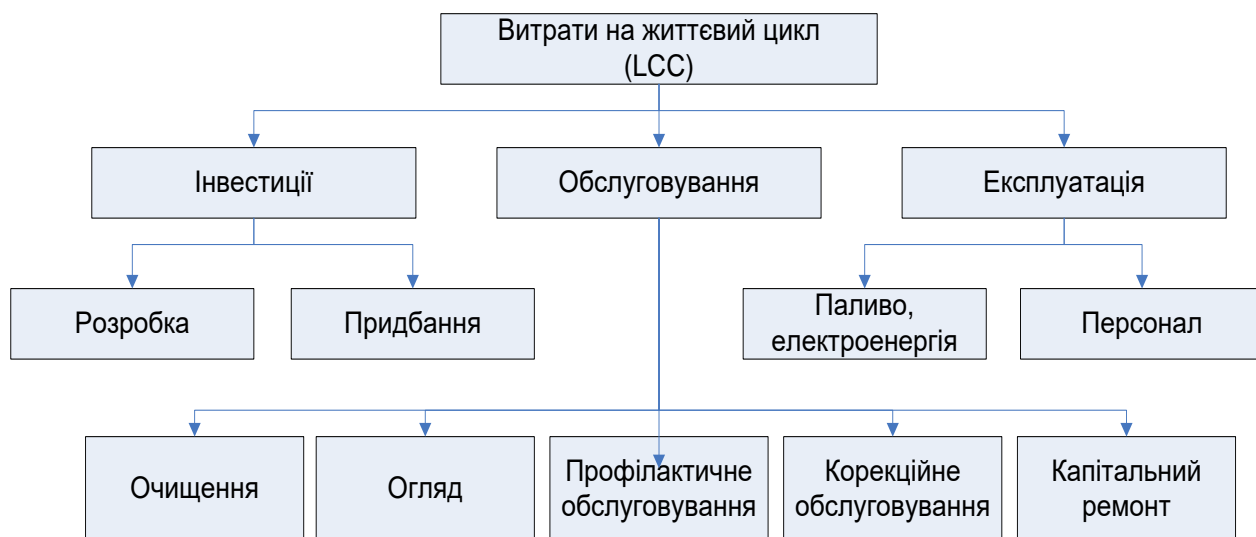 Витрати на життєвий цикл
(LCC)
Інвестиції
Обслуговування
Експлуатація
Розробка
Придбання
Паливо,
електроенергія
Персонал
Очищення
Огляд
Профілактичне
обслуговування
Корекційне
обслуговування
Капітальний
ремонт